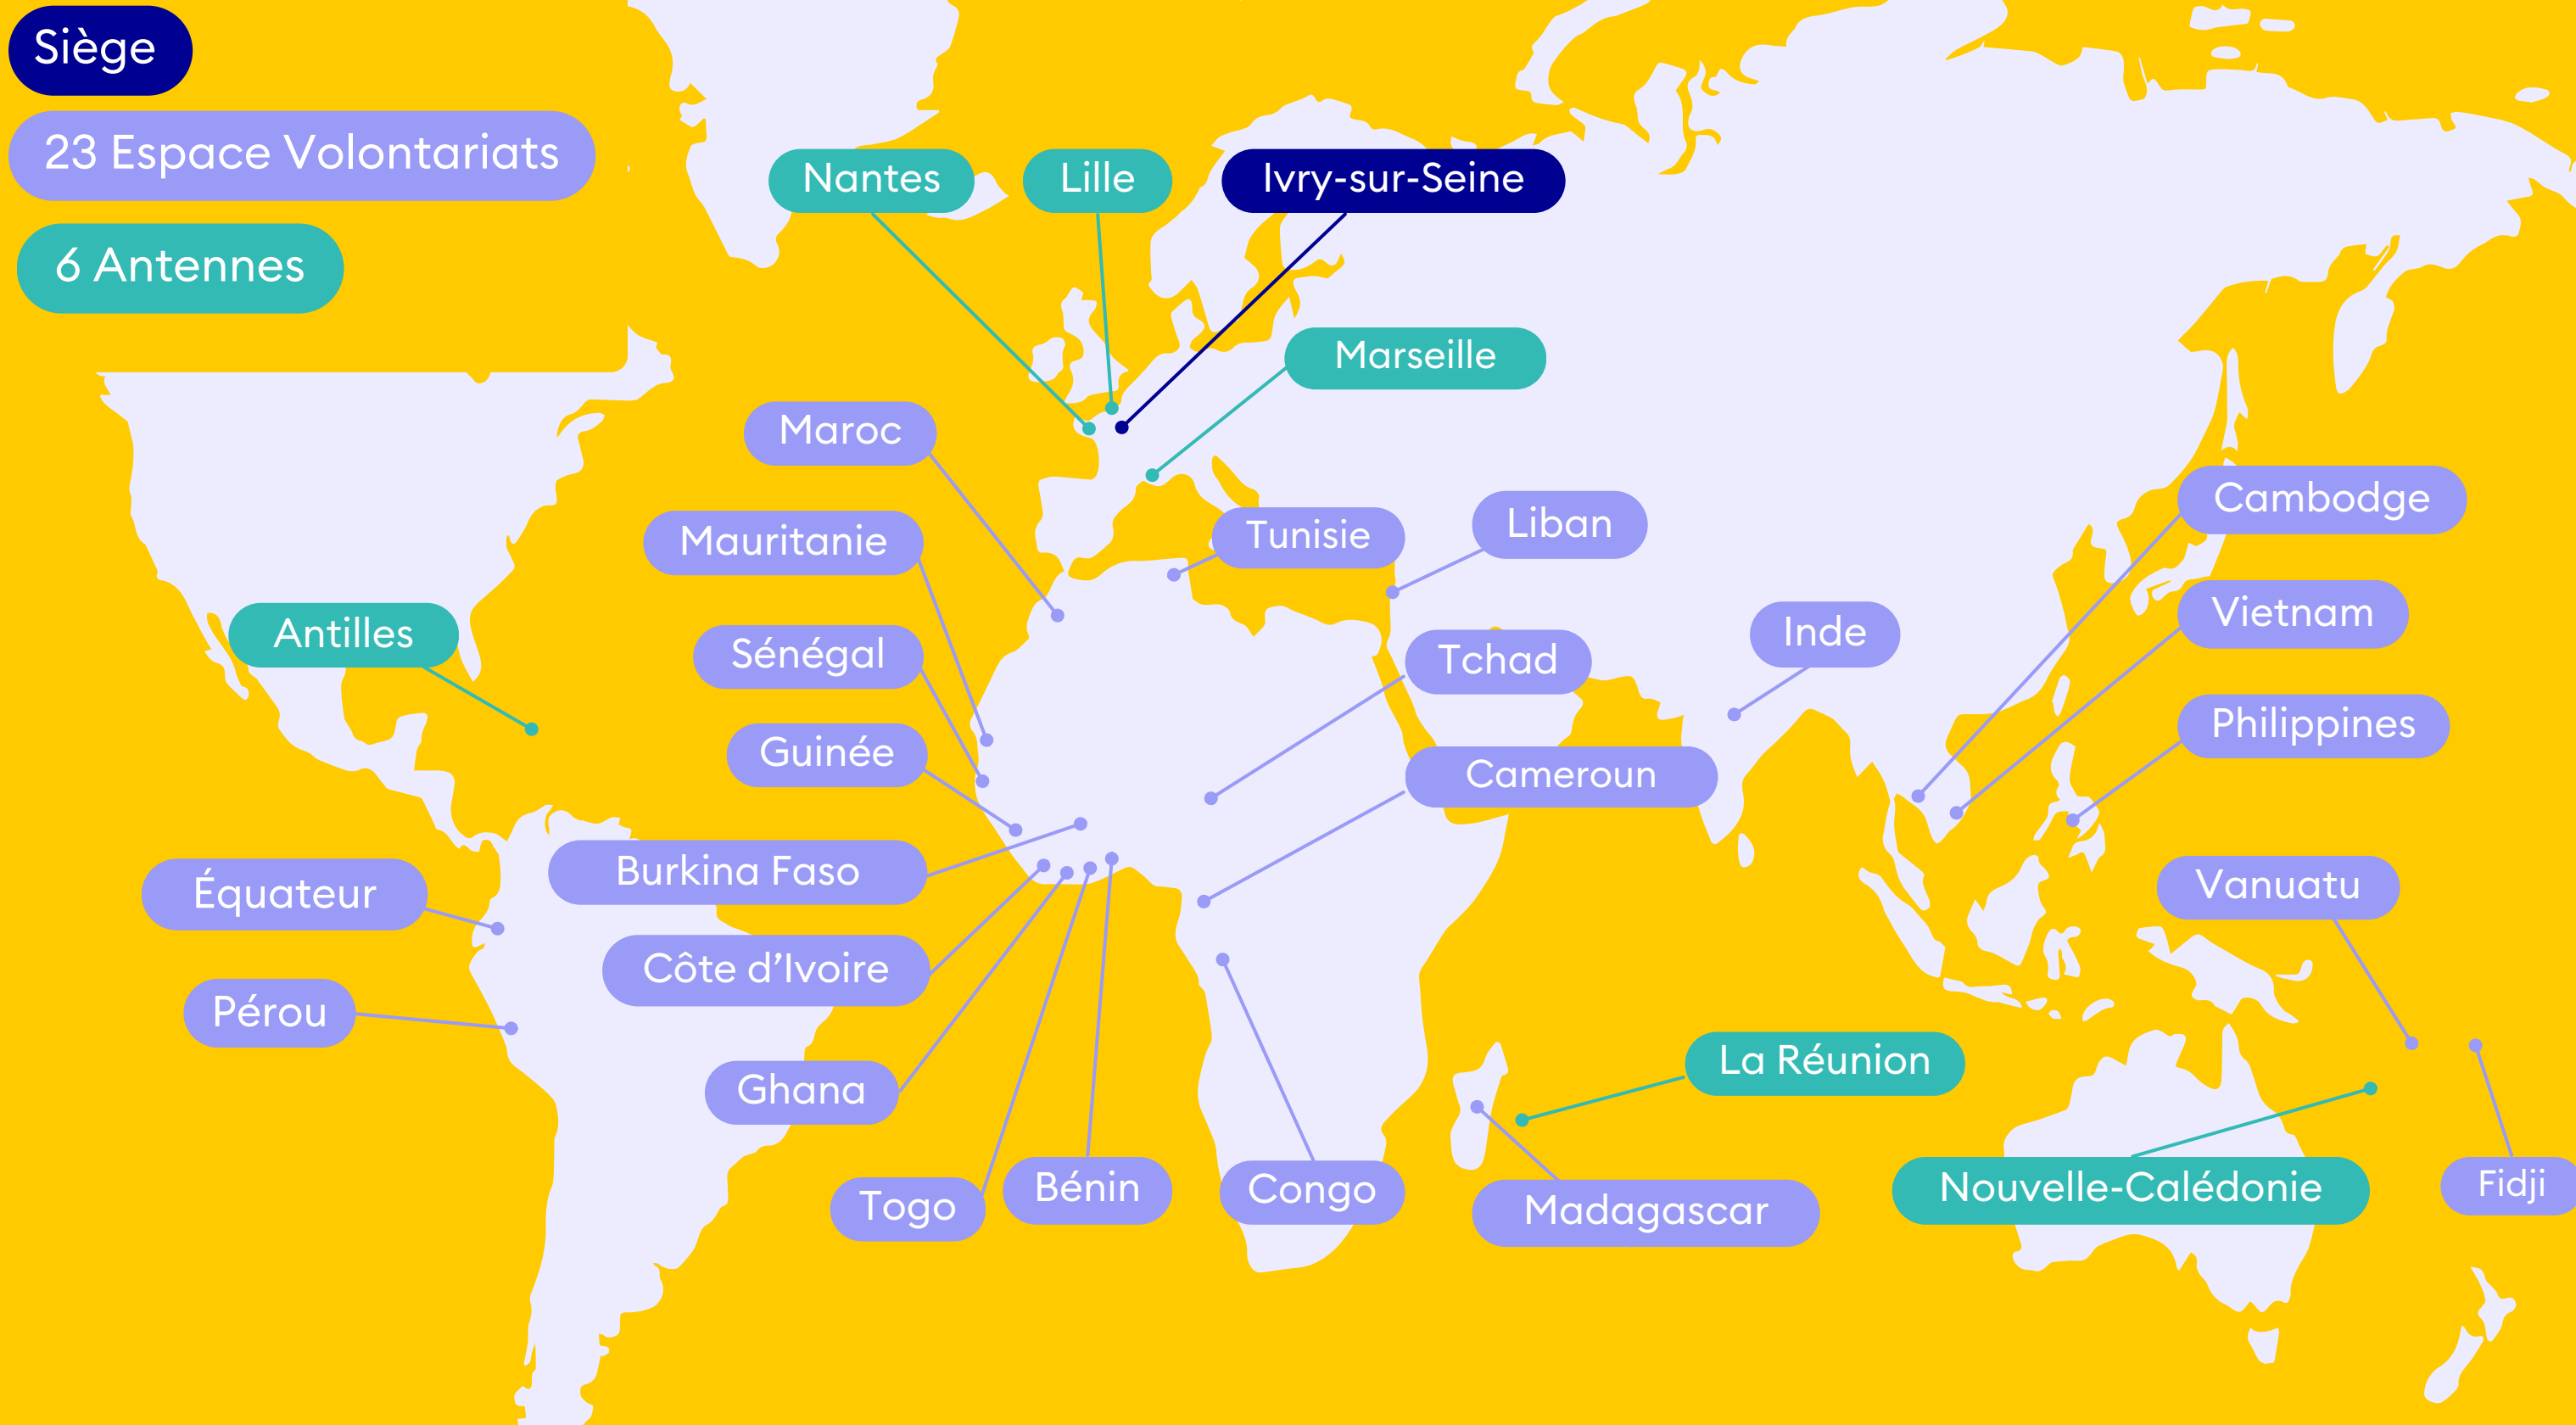 Siège
23 Espace Volontariats
6 Antennes
Nantes
Lille
Ivry-sur-Seine
Marseille
Maroc
Mauritanie
Tunisie
Liban
Cambodge
Antilles
Sénégal
Tchad
Inde
Vietnam
Guinée
Cameroun
Philippines
Équateur
Burkina Faso
Vanuatu
Côte d’Ivoire
Pérou
Ghana
La Réunion
Togo
Bénin
Congo
Madagascar
Nouvelle-Calédonie
Fidji